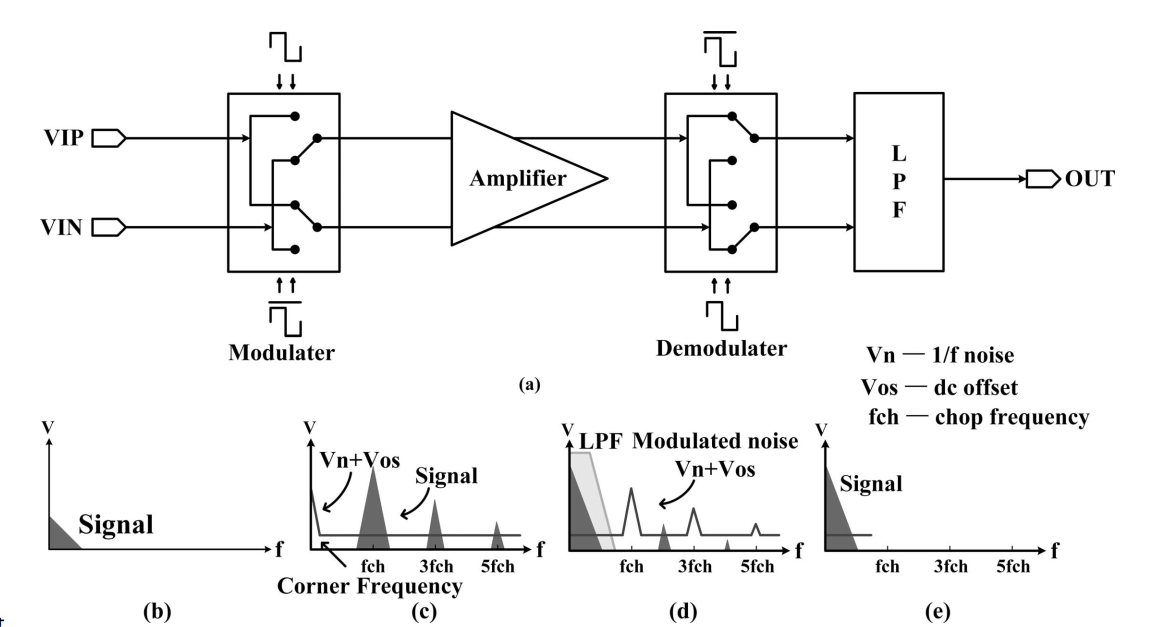 VIP
VIN
Amplifier
L
P
F
OUT
Modulater
Demodulater
Vn — 1/f noise
Vos — dc offset
fch — chop frequency
(a)
V
Signal
f
(b)
V
Vn+Vos
Signal
f
fch
3fch
5fch
Corner Frequency
(c)
V
LPF Modulated noise
Vn+Vos
f
fch
3fch
5fch
(d)
V
Signal
f
fch
3fch
5fch
(e)